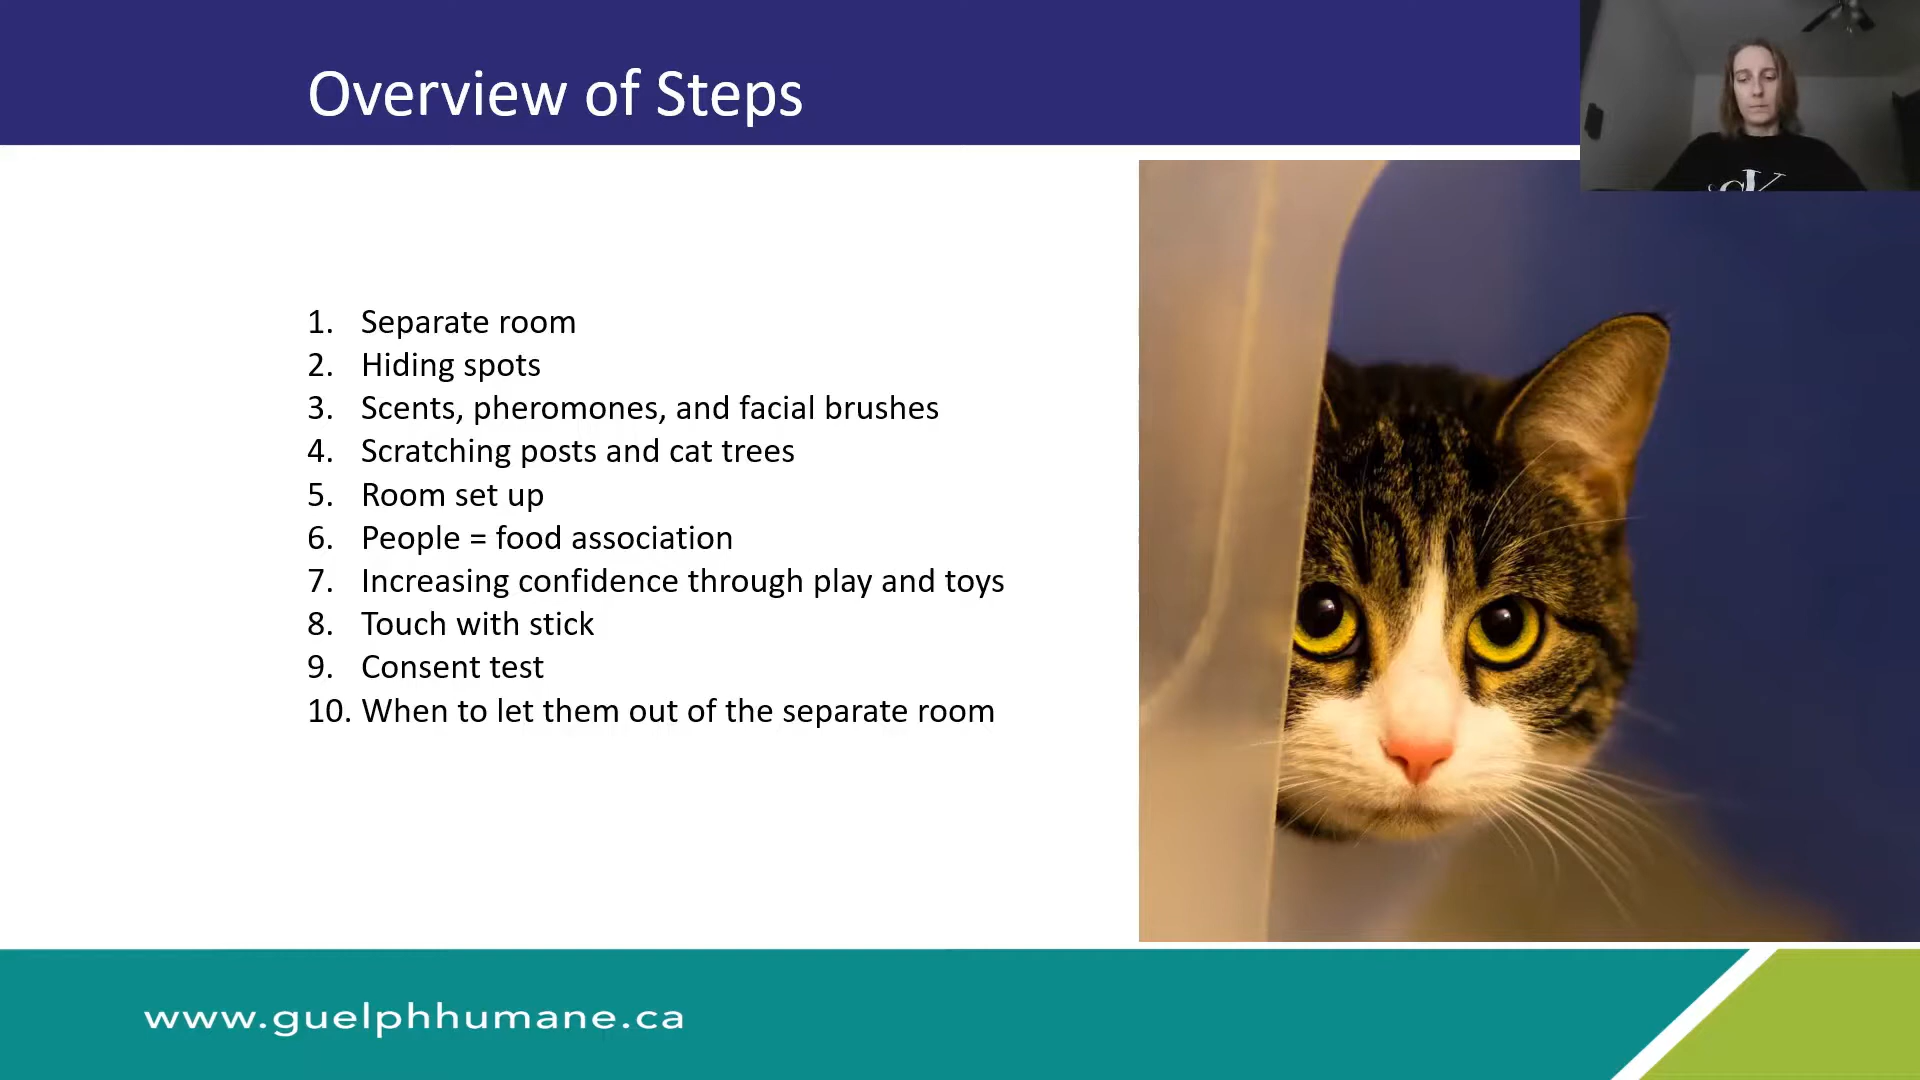 Overview of Steps
1. Separate room
2. Hiding spots
3. Scents, pheromones, and facial brushes
4. Scratching posts and cat trees
5. Room set up
6. People = food association
7. Increasing confidence through play and toys
8. Touch with stick
9. Consent test
10. When to let them out of the separate room
www.guelphhumane.ca